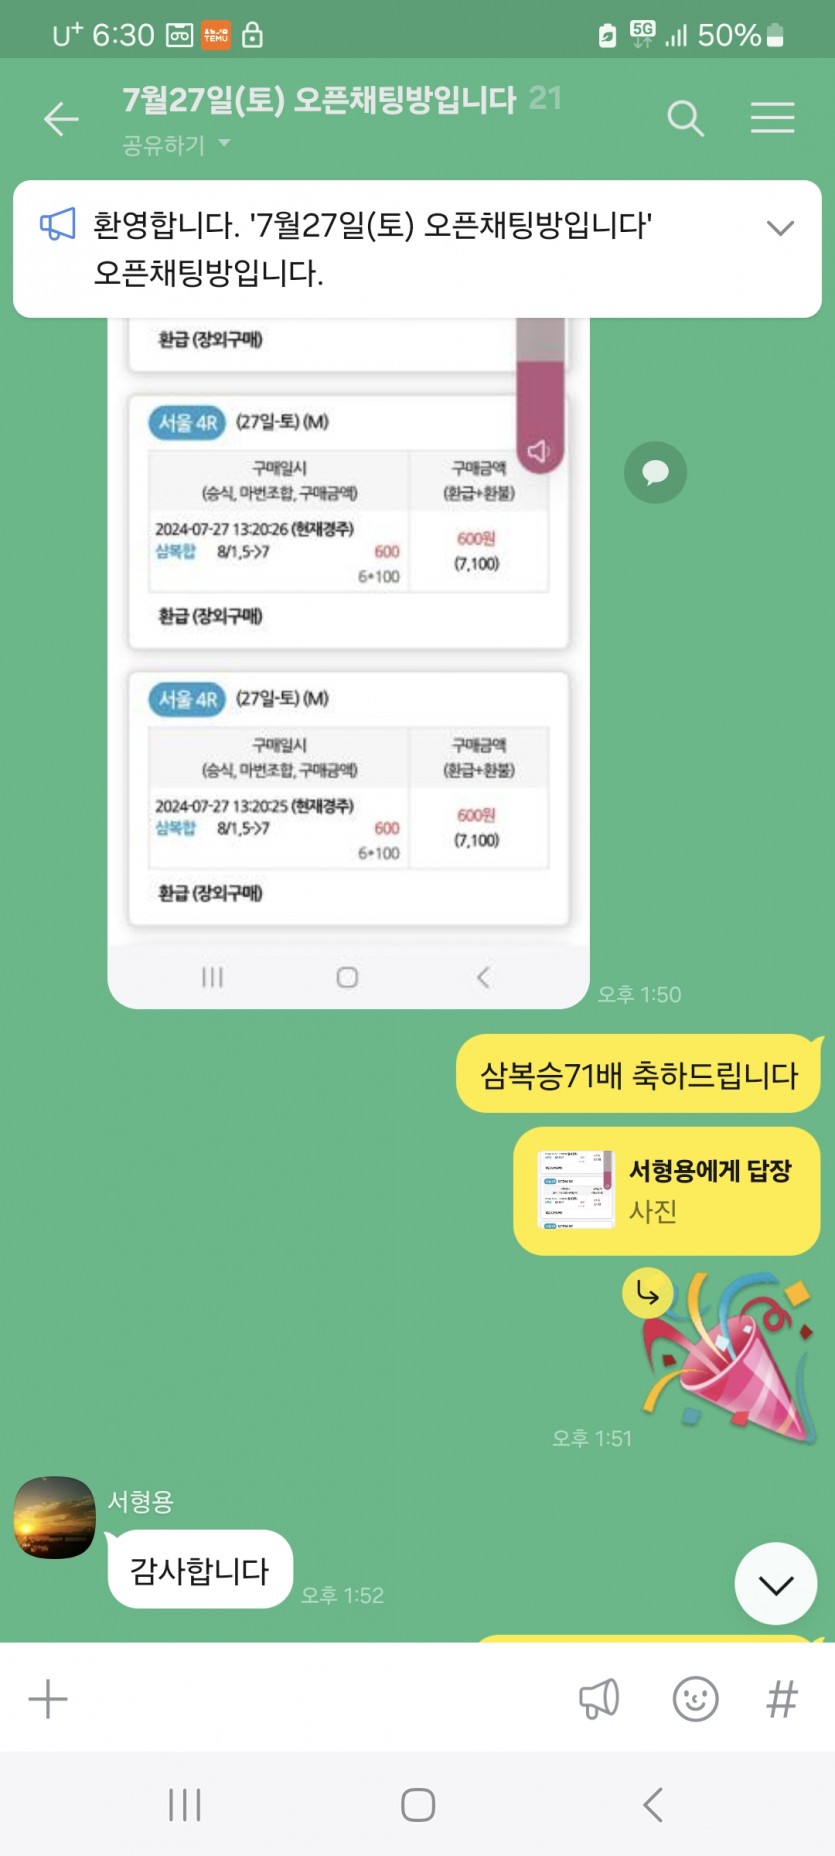 U⁺ 6:30 TEMU 5G 50%
7월27일(토) 오픈채팅방입니다 21
공유하기
환영합니다. '7월27일(토) 오픈채팅방입니다'
오픈채팅방입니다.
환급 (장외구매)
서울 4R (27일-토) (M)
구매일시 구매금액
(승식, 마번조합, 구매금액) (환급+환불)
2024-07-27 13:20:26 (현재경주) 600원
삼복합 8/1,5->7 600 (7,100)
6*100
환급 (장외구매)
서울 4R (27일-토) (M)
구매일시 구매금액
(승식, 마번조합, 구매금액) (환급+환불)
2024-07-27 13:20:25 (현재경주) 600원
삼복합 8/1,5->7 600 (7,100)
6*100
환급 (장외구매)
오후 1:50
삼복승71배 축하드립니다
서형용에게 답장
사진
오후 1:51
서형용
감사합니다
오후 1:52
#